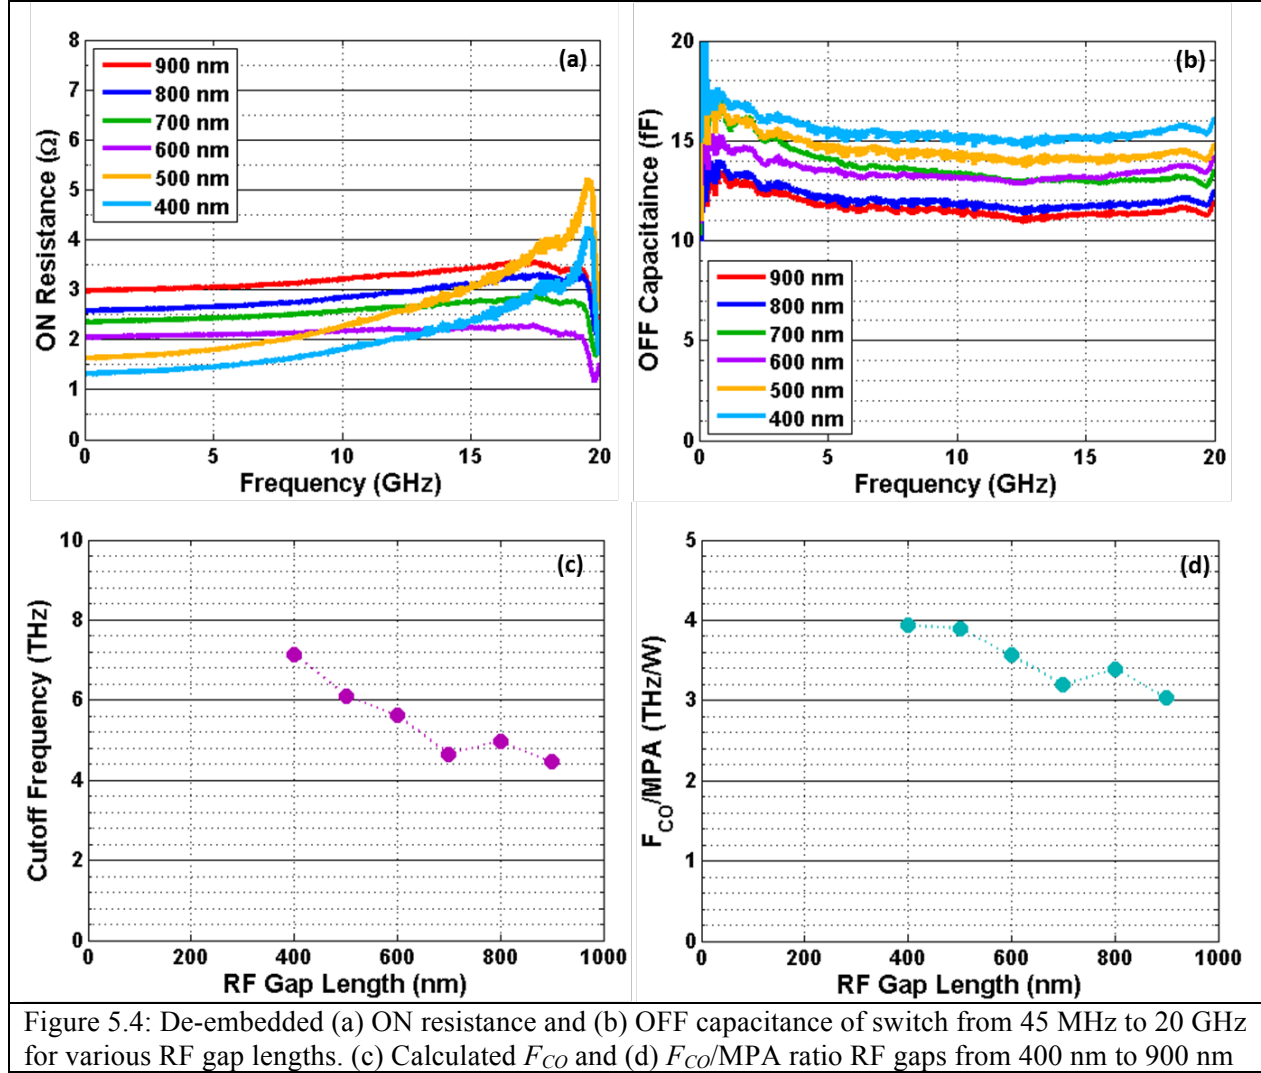 (a)
ON Resistance (Ω)
8
7
6
5
4
3
2
1
0
900 nm
800 nm
700 nm
600 nm
500 nm
400 nm
0 5 10 15 20
Frequency (GHz)
(b)
OFF Capacitaince (fF)
20
15
10
5
0
900 nm
800 nm
700 nm
600 nm
500 nm
400 nm
0 5 10 15 20
Frequency (GHz)
(c)
Cutoff Frequency (THz)
10
8
6
4
2
0
0 200 400 600 800 1000
RF Gap Length (nm)
(d)
F_CO/MPA (THz/W)
5
4
3
2
1
0
0 200 400 600 800 1000
RF Gap Length (nm)
Figure 5.4: De-embedded (a) ON resistance and (b) OFF capacitance of switch from 45 MHz to 20 GHz
for various RF gap lengths. (c) Calculated F_CO and (d) F_CO/MPA ratio RF gaps from 400 nm to 900 nm